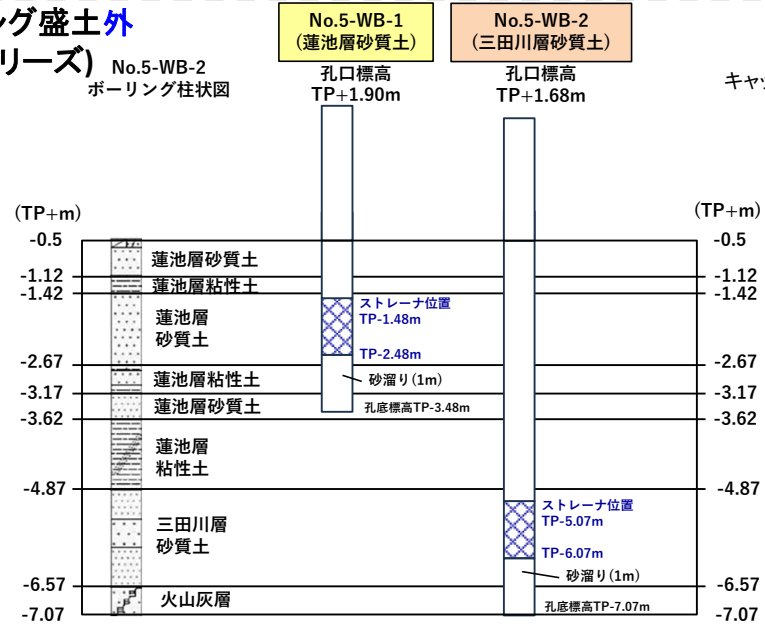 ング盛土外
リーズ)
No.5-WB-2
ボーリング柱状図
No.5-WB-1
(蓮池層砂質土)
孔口標高
TP+1.90m
No.5-WB-2
(三田川層砂質土)
孔口標高
TP+1.68m
キャッ
(TP+m)
(TP+m)
-0.5
蓮池層砂質土
-0.5
-1.12
-1.12
蓮池層粘性土
-1.42
-1.42
蓮池層
砂質土
ストレーナ位置
TP-1.48m
TP-2.48m
-2.67
-2.67
蓮池層粘性土
砂溜り(1m)
-3.17
-3.17
蓮池層砂質土
孔底標高TP-3.48m
-3.62
-3.62
蓮池層
粘性土
-4.87
-4.87
三田川層
砂質土
ストレーナ位置
TP-5.07m
TP-6.07m
砂溜り(1m)
-6.57
-6.57
火山灰層
孔底標高TP-7.07m
-7.07
-7.07